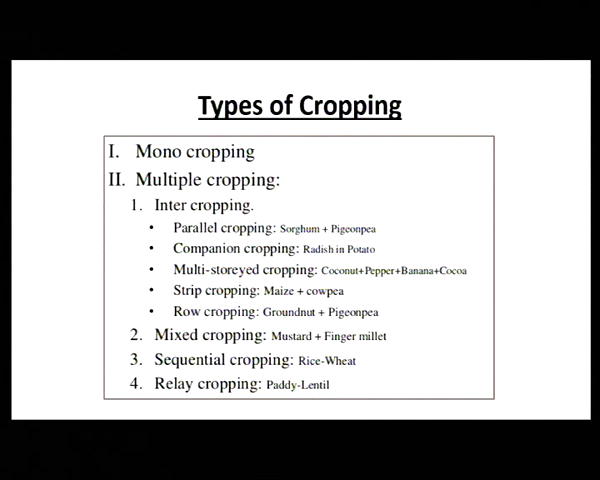 Types of Cropping
I. Mono cropping
II. Multiple cropping:
1. Inter cropping.
• Parallel cropping: Sorghum + Pigeonpea
• Companion cropping: Radish in Potato
• Multi-storeyed cropping: Coconut+Pepper+Banana+Cocoa
• Strip cropping: Maize + cowpea
• Row cropping: Groundnut + Pigeonpea
2. Mixed cropping: Mustard + Finger millet
3. Sequential cropping: Rice-Wheat
4. Relay cropping: Paddy-Lentil